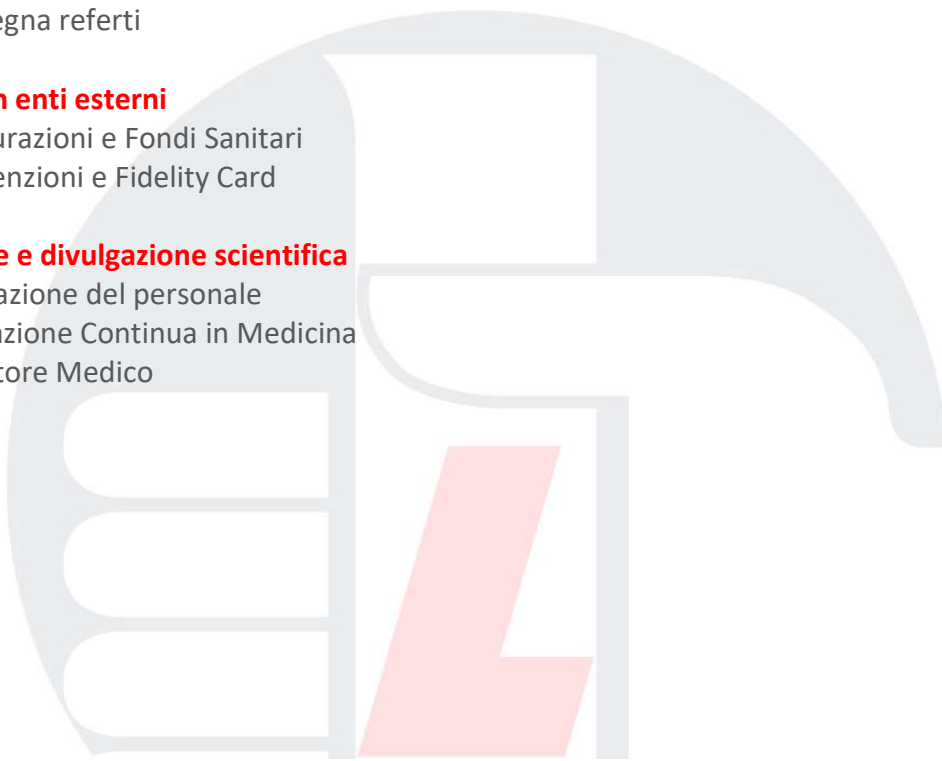 egna referti
n enti esterni
urazioni e Fondi Sanitari
enzioni e Fidelity Card
e e divulgazione scientifica
azione del personale
azione Continua in Medicina
tore Medico